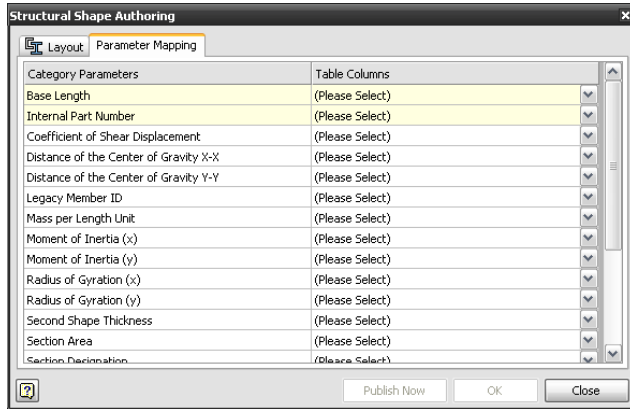 Structural Shape Authoring
Layout Parameter Mapping
Category Parameters Table Columns
Base Length (Please Select)
Internal Part Number (Please Select)
Coefficient of Shear Displacement (Please Select)
Distance of the Center of Gravity X-X (Please Select)
Distance of the Center of Gravity Y-Y (Please Select)
Legacy Member ID (Please Select)
Mass per Length Unit (Please Select)
Moment of Inertia (x) (Please Select)
Moment of Inertia (y) (Please Select)
Radius of Gyration (x) (Please Select)
Radius of Gyration (y) (Please Select)
Second Shape Thickness (Please Select)
Section Area (Please Select)
Section Designation (Please Select)
Publish Now OK Close